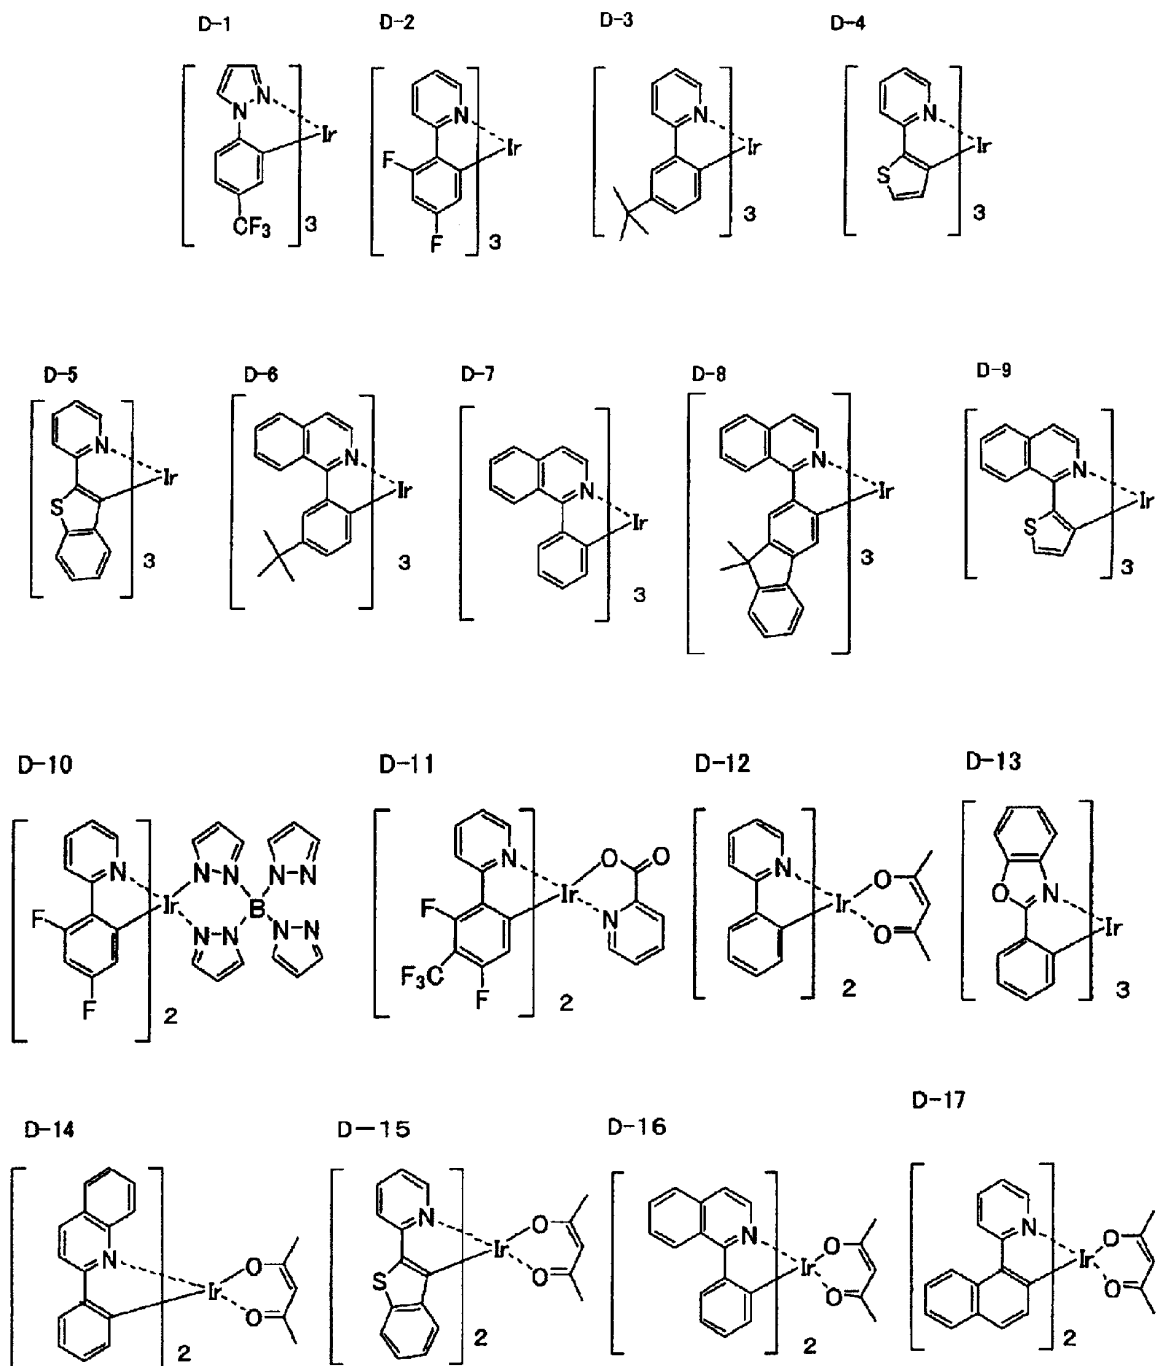 D-1 D-2 D-3 D-4
N N Ir CF3 3
N Ir F F 3
N Ir 3
N Ir S 3
D-5 D-6 D-7 D-8 D-9
N Ir S 3
N Ir 3
N Ir 3
N Ir 3
N Ir S 3
D-10 D-11 D-12 D-13
N Ir F F 2 N N N N B N N N N
N Ir F F3C F 2 O O N
N Ir 2 O O
O N Ir 3
D-14 D-15 D-16 D-17
N Ir 2 O O
N Ir S 2 O O
N Ir 2 O O
N Ir 2 O O